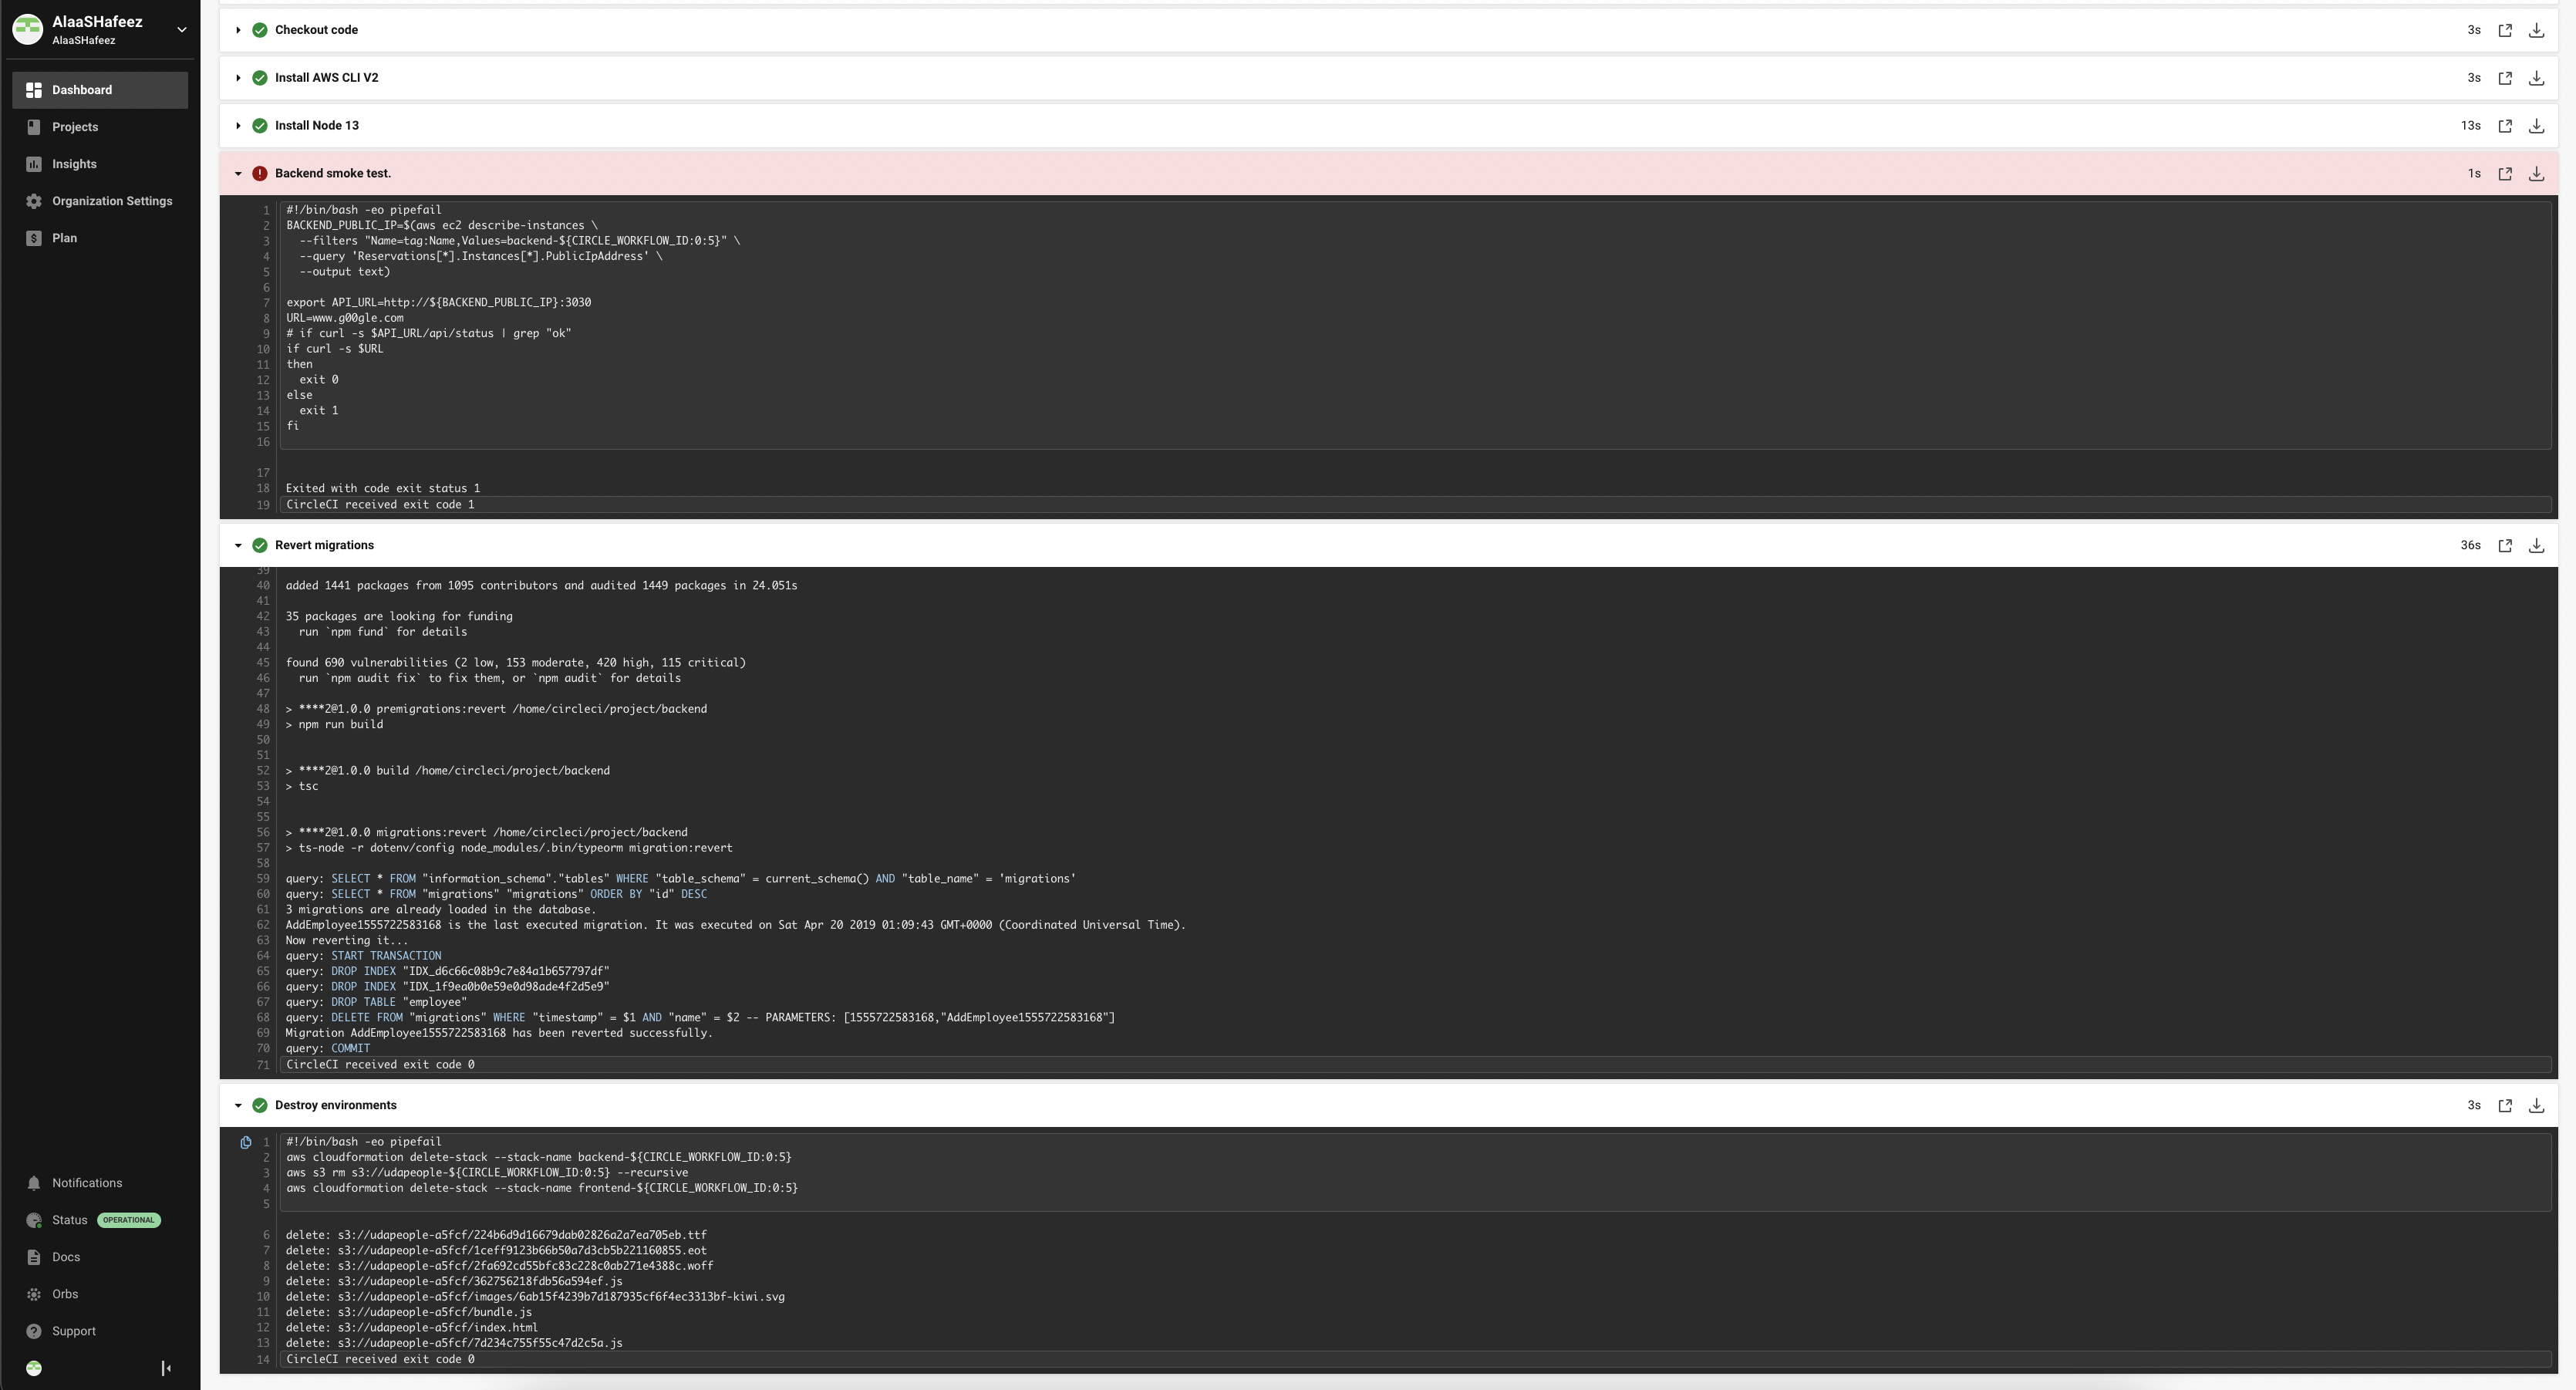 AlaaSHafeez
AlaaSHafeez
Dashboard
Projects
Insights
Organization Settings
Plan
Notifications
Status OPERATIONAL
Docs
Orbs
Support
Checkout code 3s
Install AWS CLI V2 3s
Install Node 13 13s
Backend smoke test. 1s
1 #!/bin/bash -eo pipefail
2 BACKEND_PUBLIC_IP=$(aws ec2 describe-instances \
3 --filters "Name=tag:Name,Values=backend-${CIRCLE_WORKFLOW_ID:0:5}" \
4 --query 'Reservations[*].Instances[*].PublicIpAddress' \
5 --output text)
6
7 export API_URL=http://${BACKEND_PUBLIC_IP}:3030
8 URL=www.g00gle.com
9 # if curl -s $API_URL/api/status | grep "ok"
10 if curl -s $URL
11 then
12 exit 0
13 else
14 exit 1
15 fi
16
17
18 Exited with code exit status 1
19 CircleCI received exit code 1
Revert migrations 36s
39
40 added 1441 packages from 1095 contributors and audited 1449 packages in 24.051s
41
42 35 packages are looking for funding
43 run `npm fund` for details
44
45 found 690 vulnerabilities (2 low, 153 moderate, 420 high, 115 critical)
46 run `npm audit fix` to fix them, or `npm audit` for details
47
48 > ****2@1.0.0 premigrations:revert /home/circleci/project/backend
49 > npm run build
50
51
52 > ****2@1.0.0 build /home/circleci/project/backend
53 > tsc
54
55
56 > ****2@1.0.0 migrations:revert /home/circleci/project/backend
57 > ts-node -r dotenv/config node_modules/.bin/typeorm migration:revert
58
59 query: SELECT * FROM "information_schema"."tables" WHERE "table_schema" = current_schema() AND "table_name" = 'migrations'
60 query: SELECT * FROM "migrations" "migrations" ORDER BY "id" DESC
61 3 migrations are already loaded in the database.
62 AddEmployee1555722583168 is the last executed migration. It was executed on Sat Apr 20 2019 01:09:43 GMT+0000 (Coordinated Universal Time).
63 Now reverting it...
64 query: START TRANSACTION
65 query: DROP INDEX "IDX_d6c66c08b9c7e84a1b657797df"
66 query: DROP INDEX "IDX_1f9ea0b0e59e0d98ade4f2d5e9"
67 query: DROP TABLE "employee"
68 query: DELETE FROM "migrations" WHERE "timestamp" = $1 AND "name" = $2 -- PARAMETERS: [1555722583168,"AddEmployee1555722583168"]
69 Migration AddEmployee1555722583168 has been reverted successfully.
70 query: COMMIT
71 CircleCI received exit code 0
Destroy environments 3s
1 #!/bin/bash -eo pipefail
2 aws cloudformation delete-stack --stack-name backend-${CIRCLE_WORKFLOW_ID:0:5}
3 aws s3 rm s3://udapeople-${CIRCLE_WORKFLOW_ID:0:5} --recursive
4 aws cloudformation delete-stack --stack-name frontend-${CIRCLE_WORKFLOW_ID:0:5}
5
6 delete: s3://udapeople-a5fcf/224b6d9d16679dab02826a2a7ea705eb.ttf
7 delete: s3://udapeople-a5fcf/1ceff9123b66b50a7d3cb5b221160855.eot
8 delete: s3://udapeople-a5fcf/2fa692cd55bfc83c228c0ab271e4388c.woff
9 delete: s3://udapeople-a5fcf/362756218fdb56a594ef.js
10 delete: s3://udapeople-a5fcf/images/6ab15f4239b7d187935cf6f4ec3313bf-kiwi.svg
11 delete: s3://udapeople-a5fcf/bundle.js
12 delete: s3://udapeople-a5fcf/index.html
13 delete: s3://udapeople-a5fcf/7d234c755f55c47d2c5a.js
14 CircleCI received exit code 0